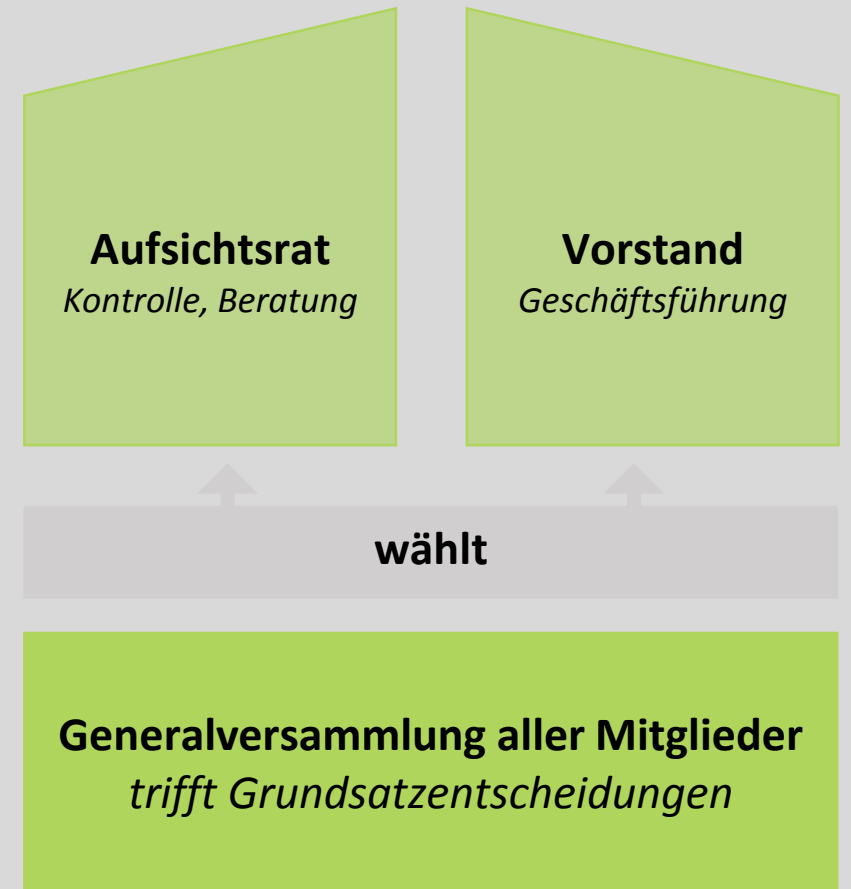 Aufsichtsrat
Kontrolle, Beratung
Vorstand
Geschäftsführung
wählt
Generalversammlung aller Mitglieder
trifft Grundsatzentscheidungen